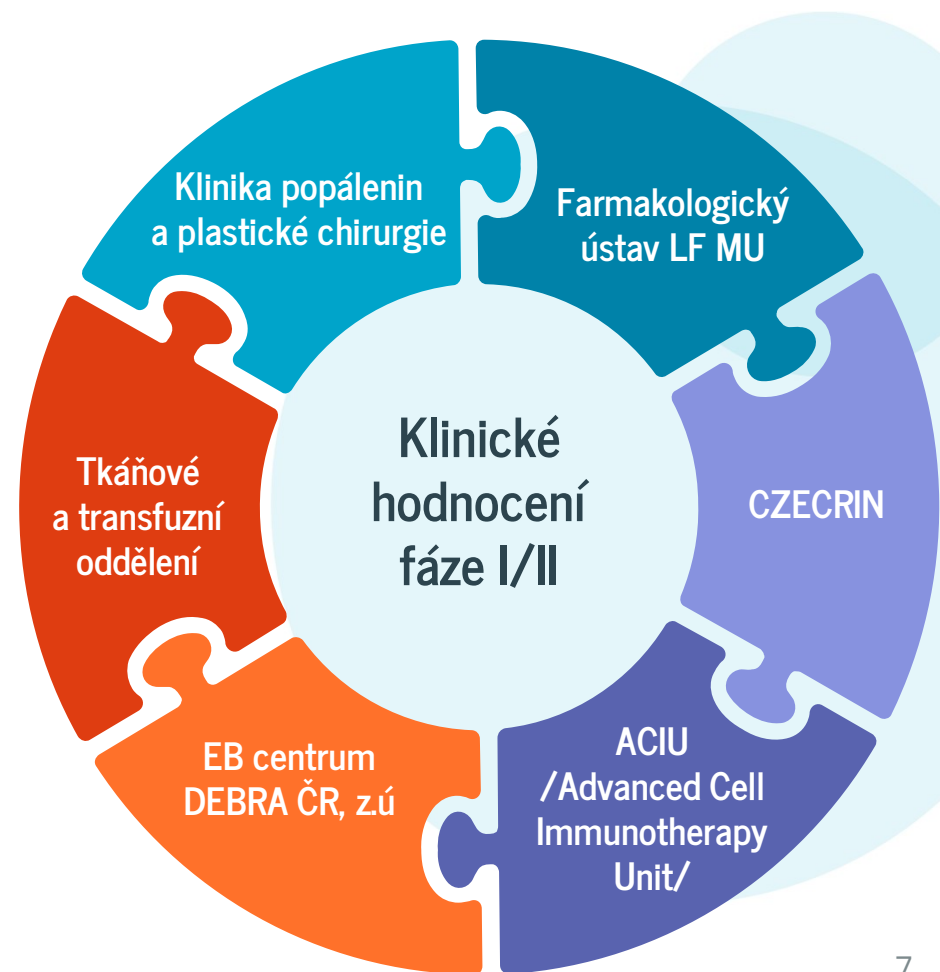 Klinika popálenin
a plastické chirurgie
Farmakologický
ústav LF MU
Tkáňové
a transfuzní
oddělení
Klinické
hodnocení
fáze I/II
CZECRIN
EB centrum
DEBRA ČR, z.ú
ACIU
/Advanced Cell
Immunotherapy
Unit/
7